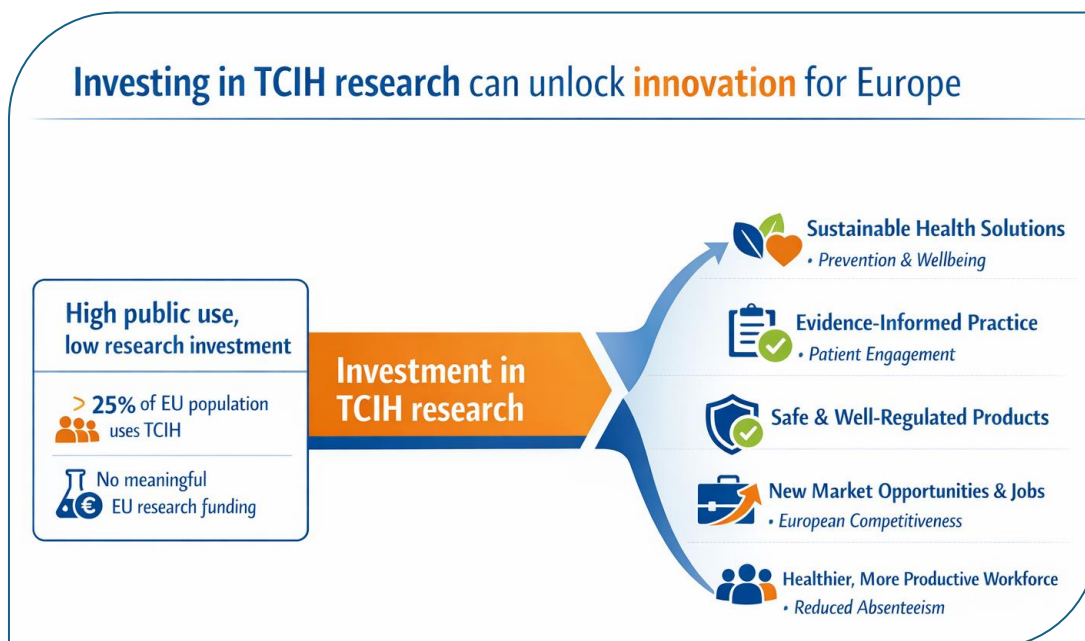 Investing in TCIH research can unlock innovation for Europe
High public use,
low research investment
> 25% of EU population
uses TCIH
No meaningful
€ EU research funding
Investment in
TCIH research
Sustainable Health Solutions
• Prevention & Wellbeing
Evidence-Informed Practice
• Patient Engagement
Safe & Well-Regulated Products
New Market Opportunities & Jobs
• European Competitiveness
Healthier, More Productive Workforce
• Reduced Absenteeism